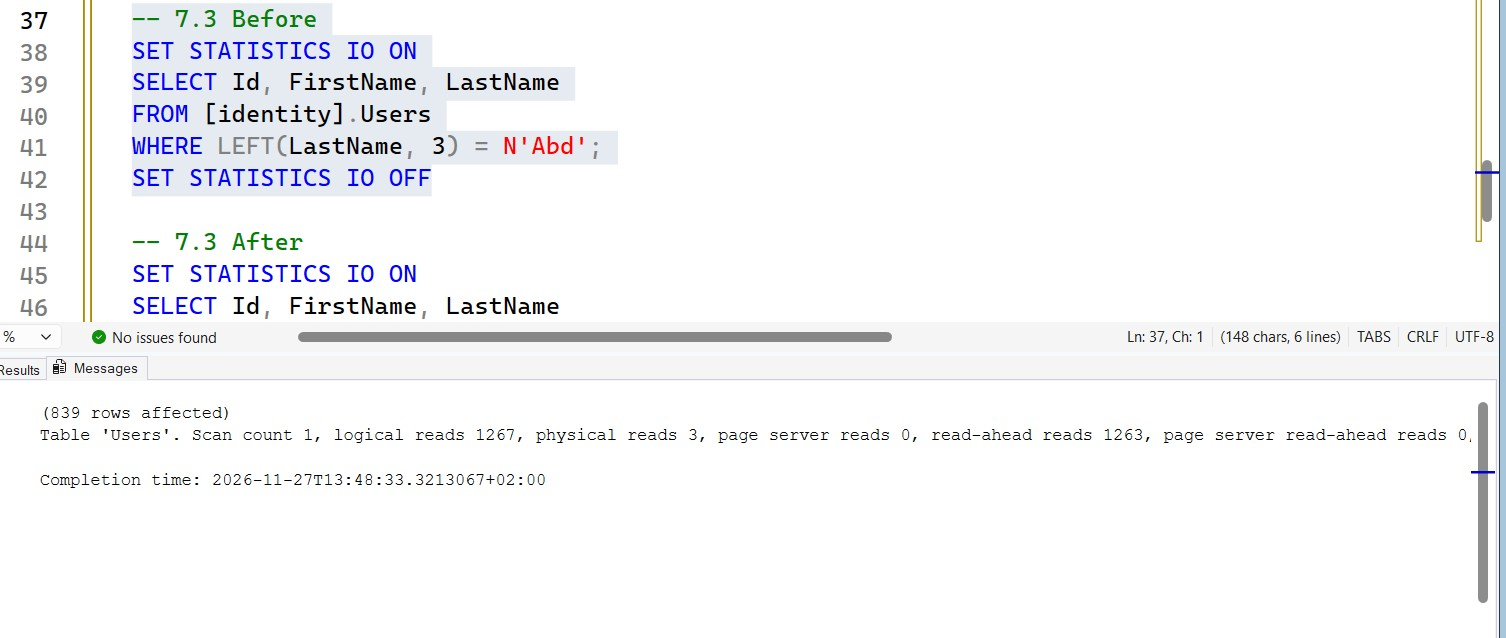 37 -- 7.3 Before
38 SET STATISTICS IO ON
39 SELECT Id, FirstName, LastName
40 FROM [identity].Users
41 WHERE LEFT(LastName, 3) = N'Abd';
42 SET STATISTICS IO OFF
43
44 -- 7.3 After
45 SET STATISTICS IO ON
46 SELECT Id, FirstName, LastName
% No issues found Ln: 37, Ch: 1 (148 chars, 6 lines) TABS CRLF UTF-8
Results Messages
(839 rows affected)
Table 'Users'. Scan count 1, logical reads 1267, physical reads 3, page server reads 0, read-ahead reads 1263, page server read-ahead reads 0,
Completion time: 2026-11-27T13:48:33.3213067+02:00